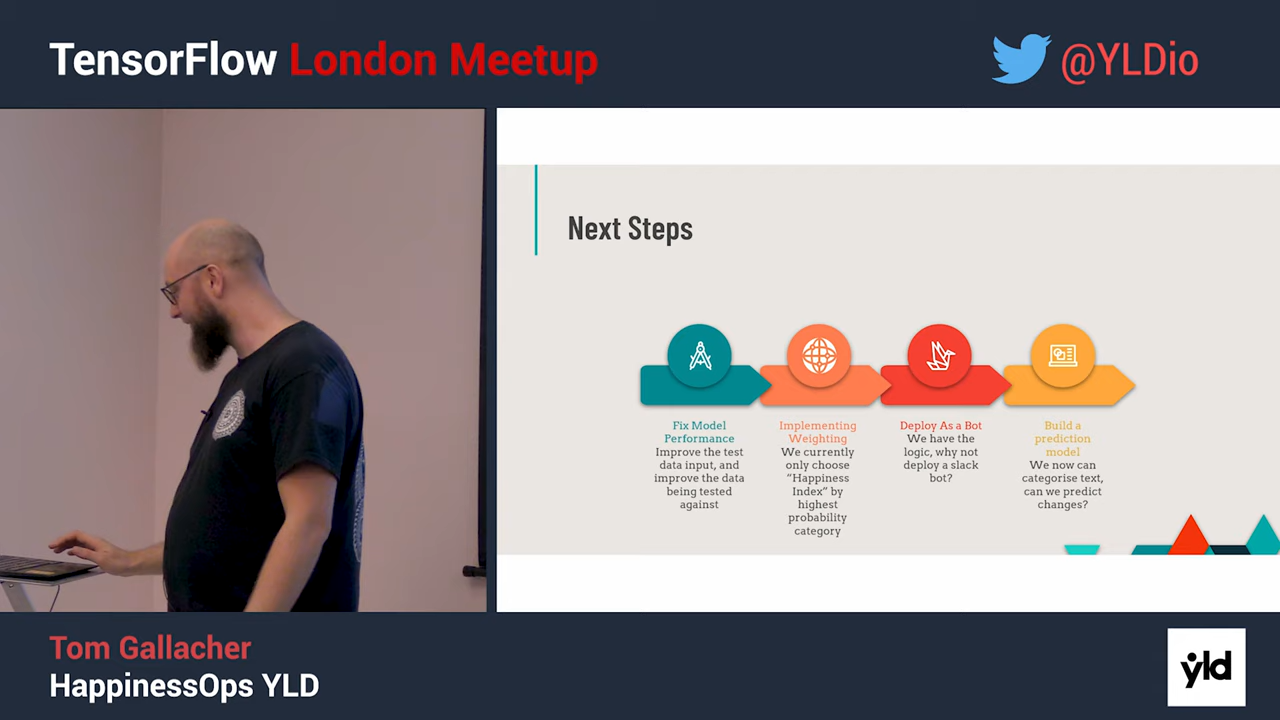 TensorFlow London Meetup
@YLDio
Next Steps
Fix Model
Performance
Improve the test
data input, and
improve the data
being tested
against
Implementing
Weighting
We currently
only choose
“Happiness
Index” by
highest
probability
category
Deploy As a Bot
We have the
logic, why not
deploy a slack
bot?
Build a
prediction
model
We now can
categorise text,
can we predict
changes?
Tom Gallacher
HappinessOps YLD
yld